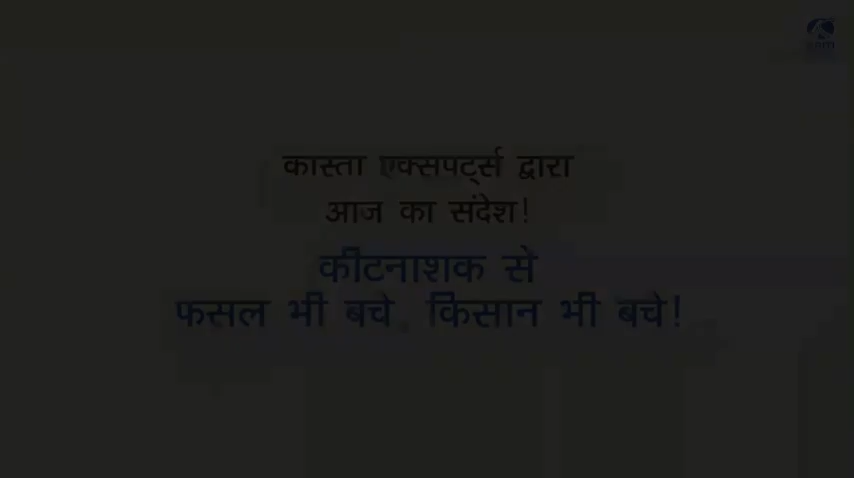 कास्ता एक्सपर्ट्स द्वारा
आज का संदेश!
कीटनाशक से
फसल भी बचे, किसान भी बचे!